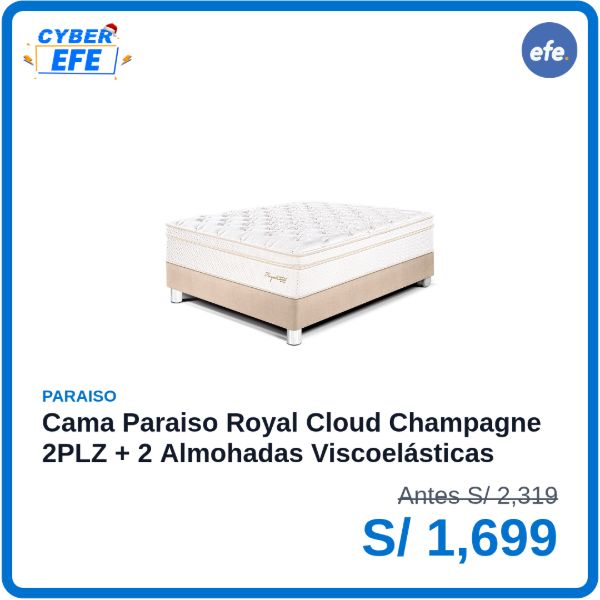 CYBER
EFE
efe.
PARAISO
Cama Paraiso Royal Cloud Champagne
2PLZ + 2 Almohadas Viscoelásticas
Antes S/ 2,319
S/ 1,699